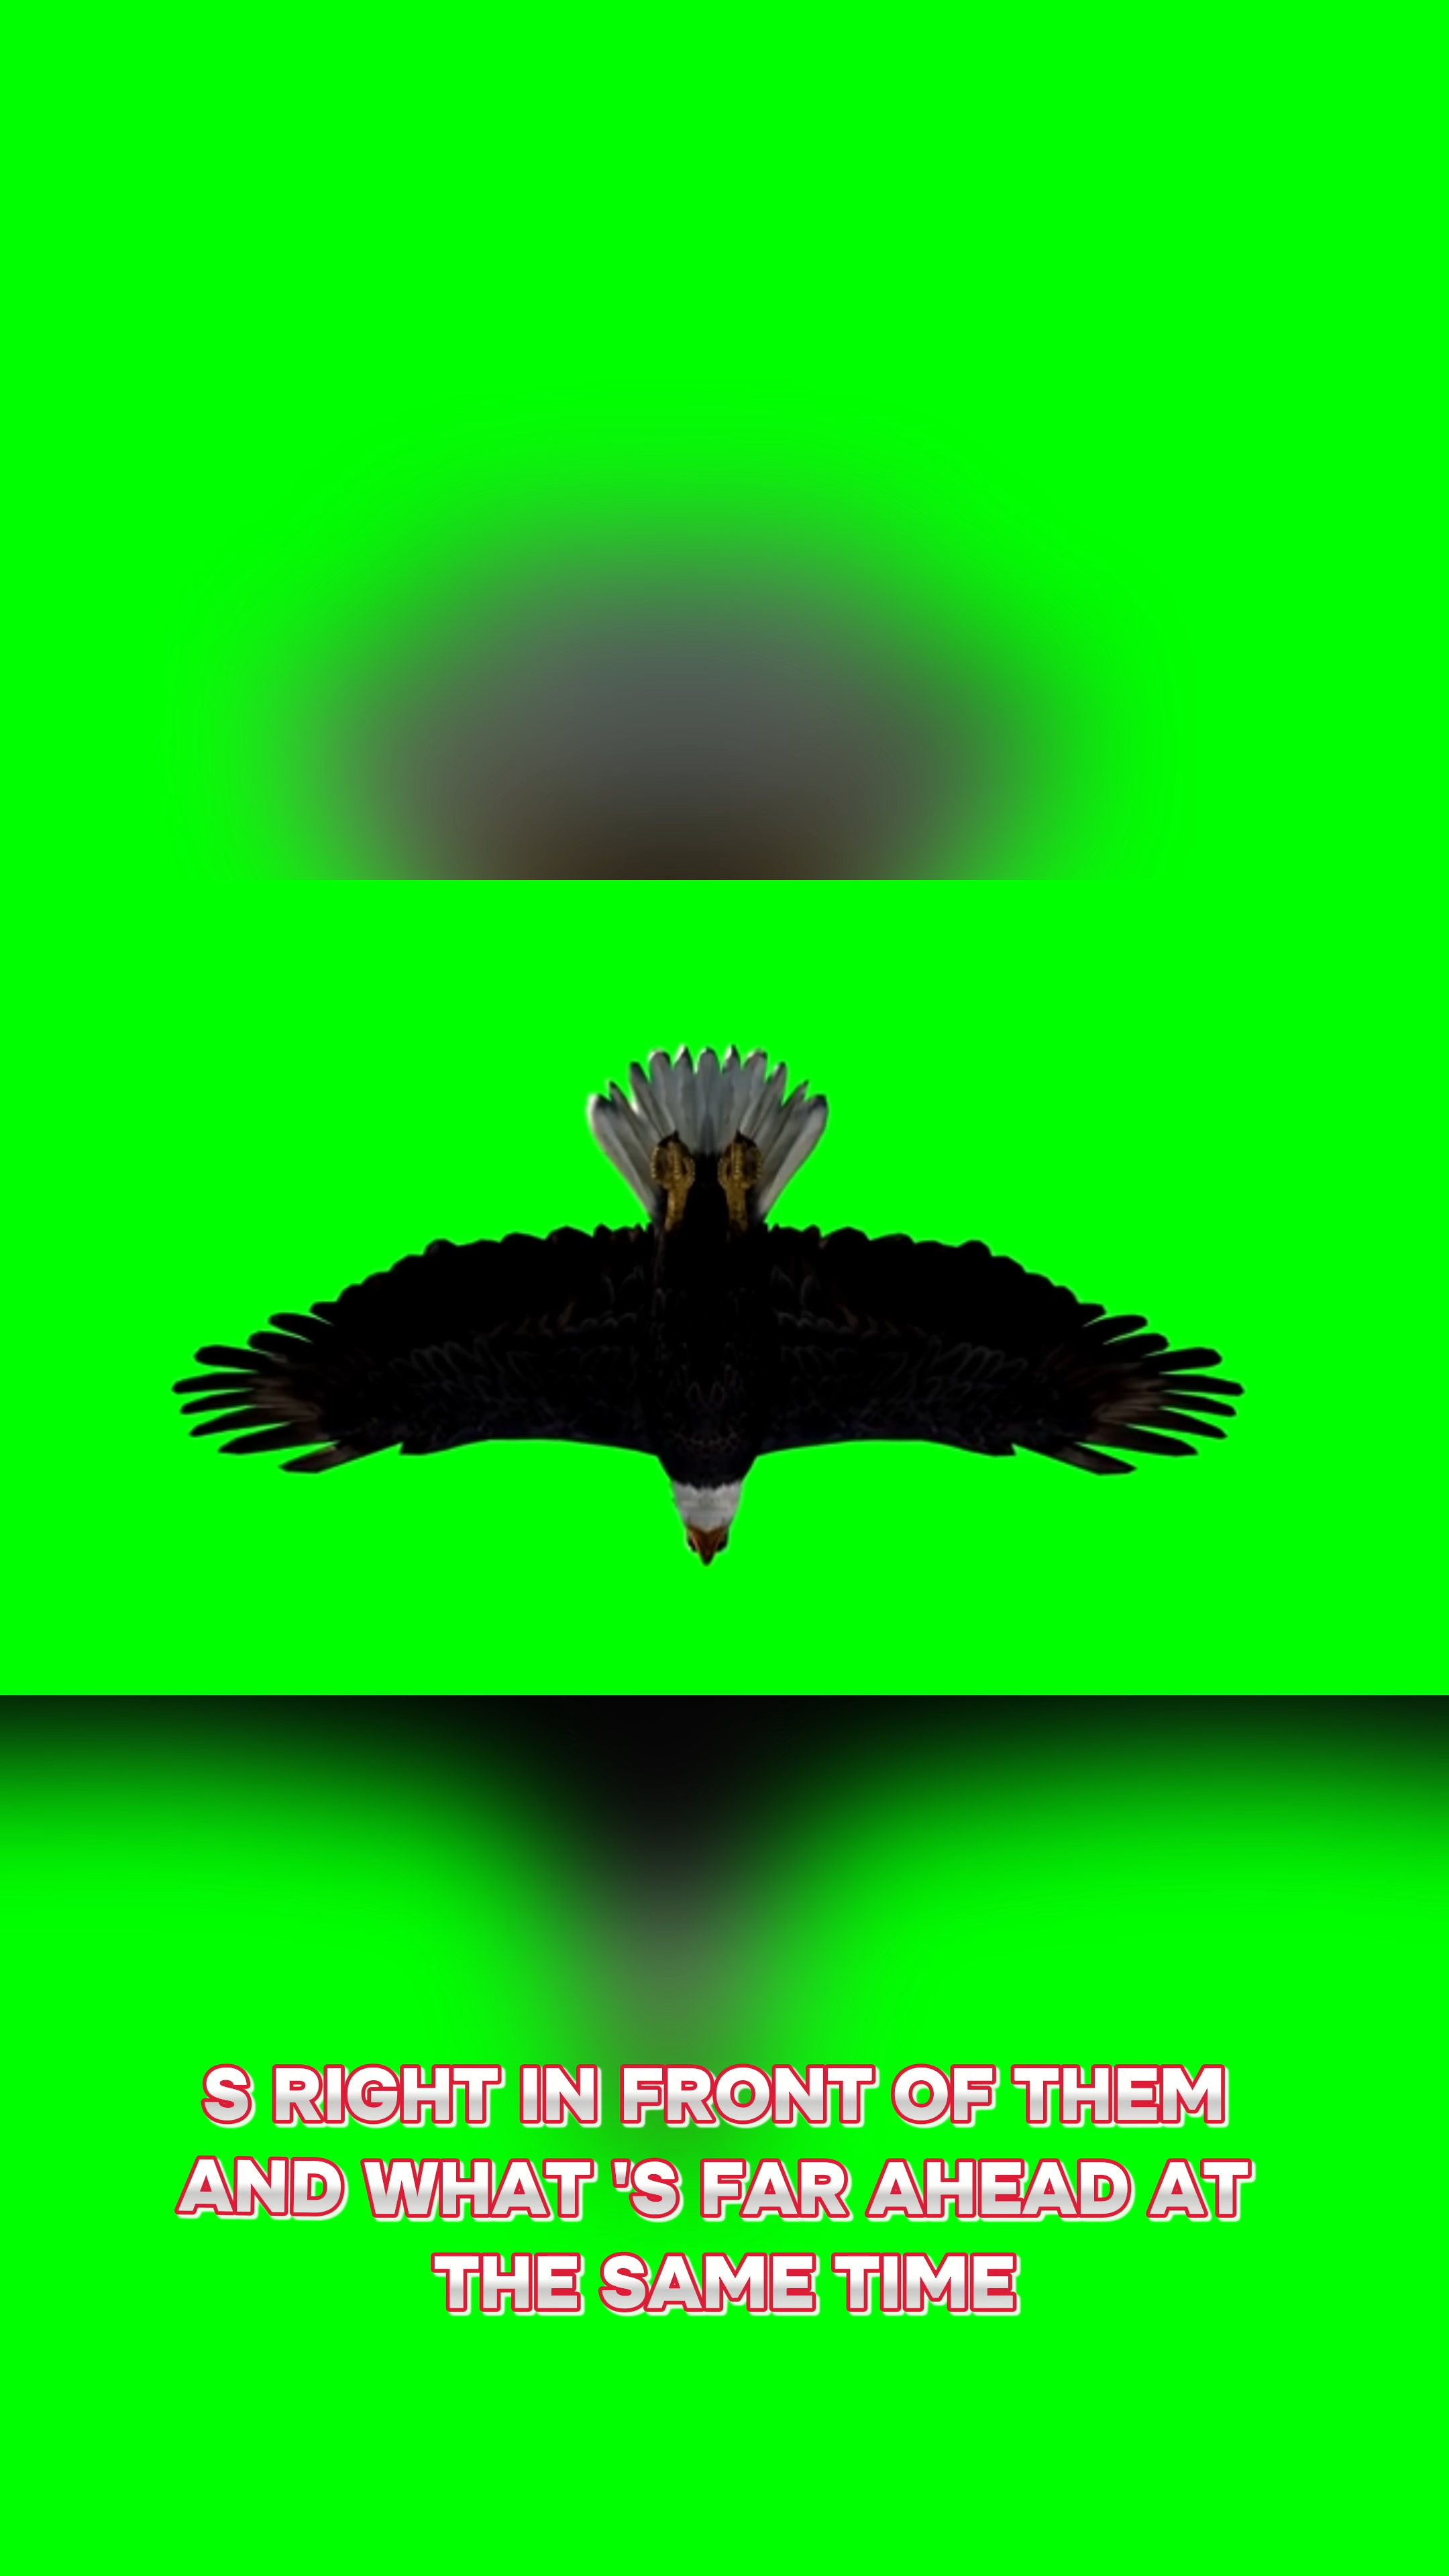 S RIGHT IN FRONT OF THEM
AND WHAT 'S FAR AHEAD AT
THE SAME TIME